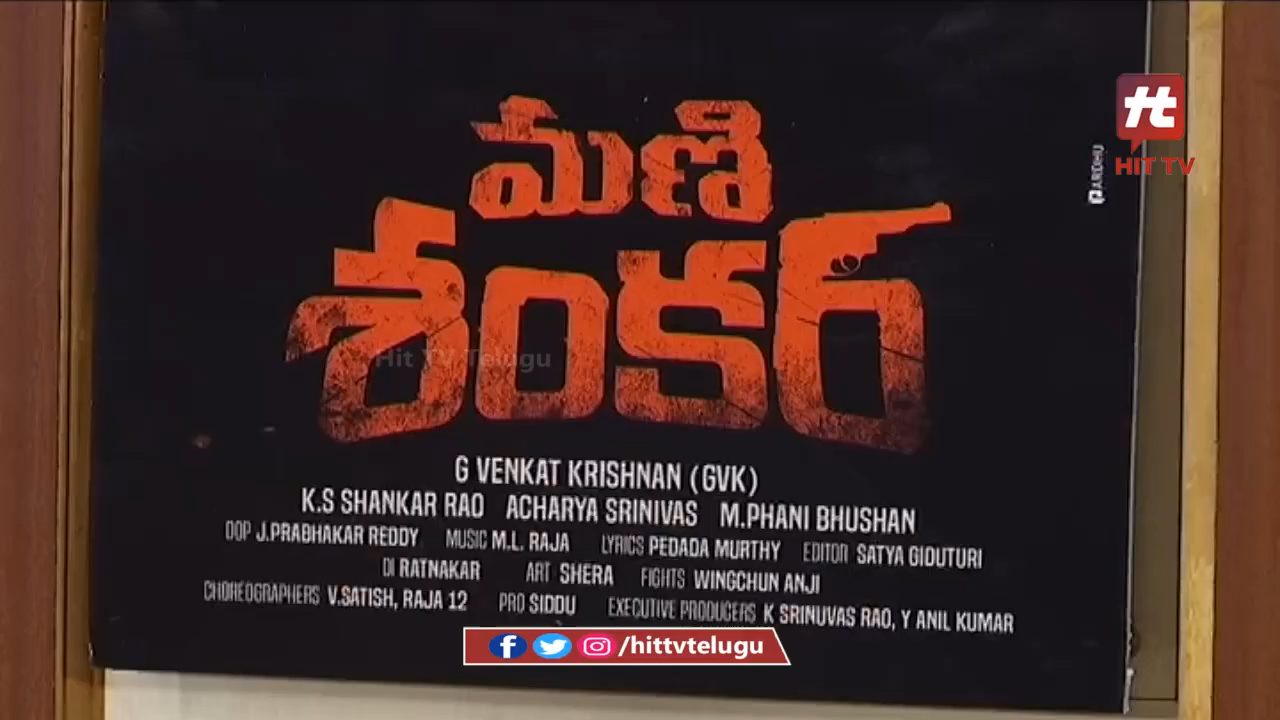 మణి
శంకర్
G VENKAT KRISHNAN (GVK)
K.S SHANKAR RAO ACHARYA SRINIVAS M.PHANI BHUSHAN
DOP J.PRABHAKAR REDDY MUSIC M.L. RAJA LYRICS PEDADA MURTHY EDITOR SATYA GIDUTURI
DI RATNAKAR ART SHERA FIGHTS WINGCHUN ANJI
CHOREOGRAPHERS V.SATISH, RAJA 12 PRO SIDDU EXECUTIVE PRODUCERS K SRINUVAS RAO, Y ANIL KUMAR
PARDHU
HIT TV
Hit TV Telugu
/hittvtelugu